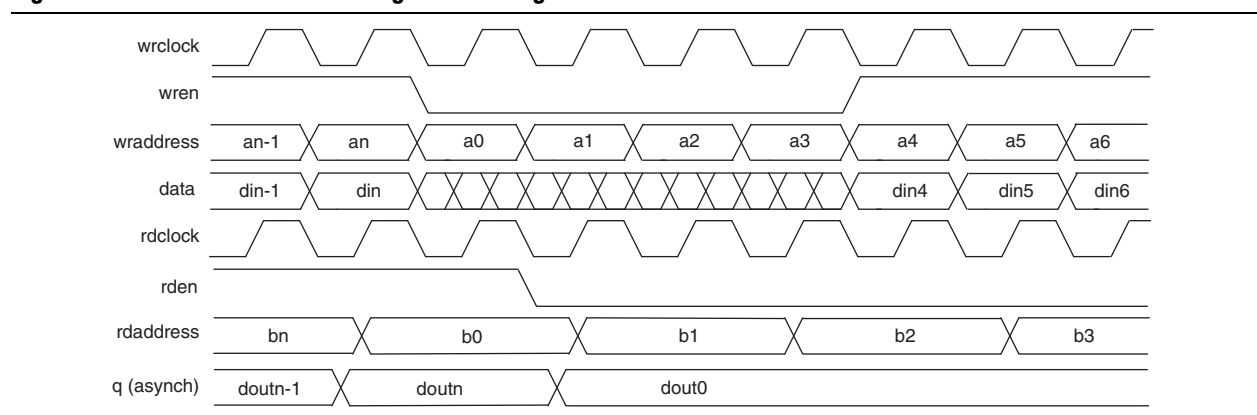 wrclock
wren
wraddress an-1 an a0 a1 a2 a3 a4 a5 a6
data din-1 din din4 din5 din6
rdclock
rden
rdaddress bn b0 b1 b2 b3
q (asynch) doutn-1 doutn dout0